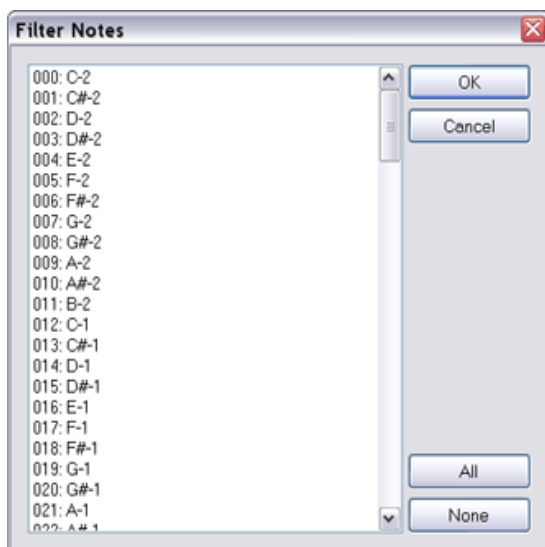 Filter Notes
000: C-2
001: C#-2
002: D-2
003: D#-2
004: E-2
005: F-2
006: F#-2
007: G-2
008: G#-2
009: A-2
010: A#-2
011: B-2
012: C-1
013: C#-1
014: D-1
015: D#-1
016: E-1
017: F-1
018: F#-1
019: G-1
020: G#-1
021: A-1
022: A#-1
OK
Cancel
All
None